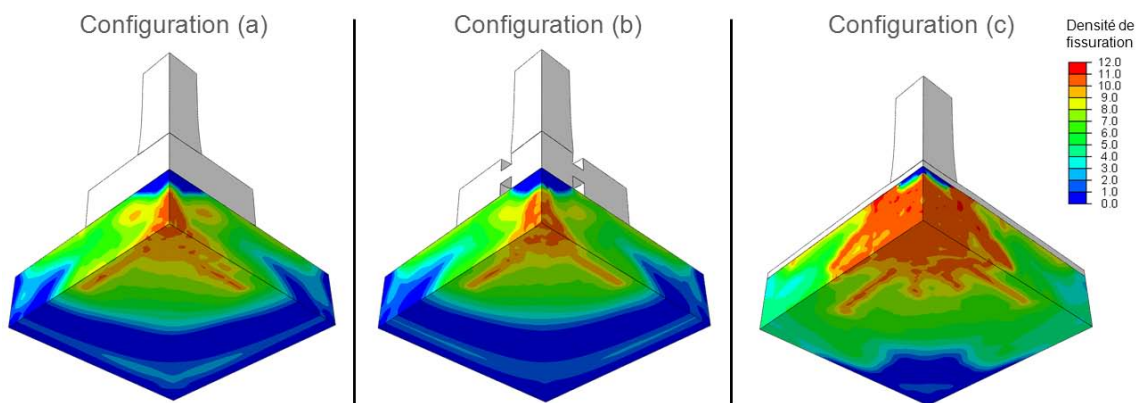 Configuration (a)
Configuration (b)
Configuration (c)
Densité de
fissuration
12.0
11.0
10.0
9.0
8.0
7.0
6.0
5.0
4.0
3.0
2.0
1.0
0.0